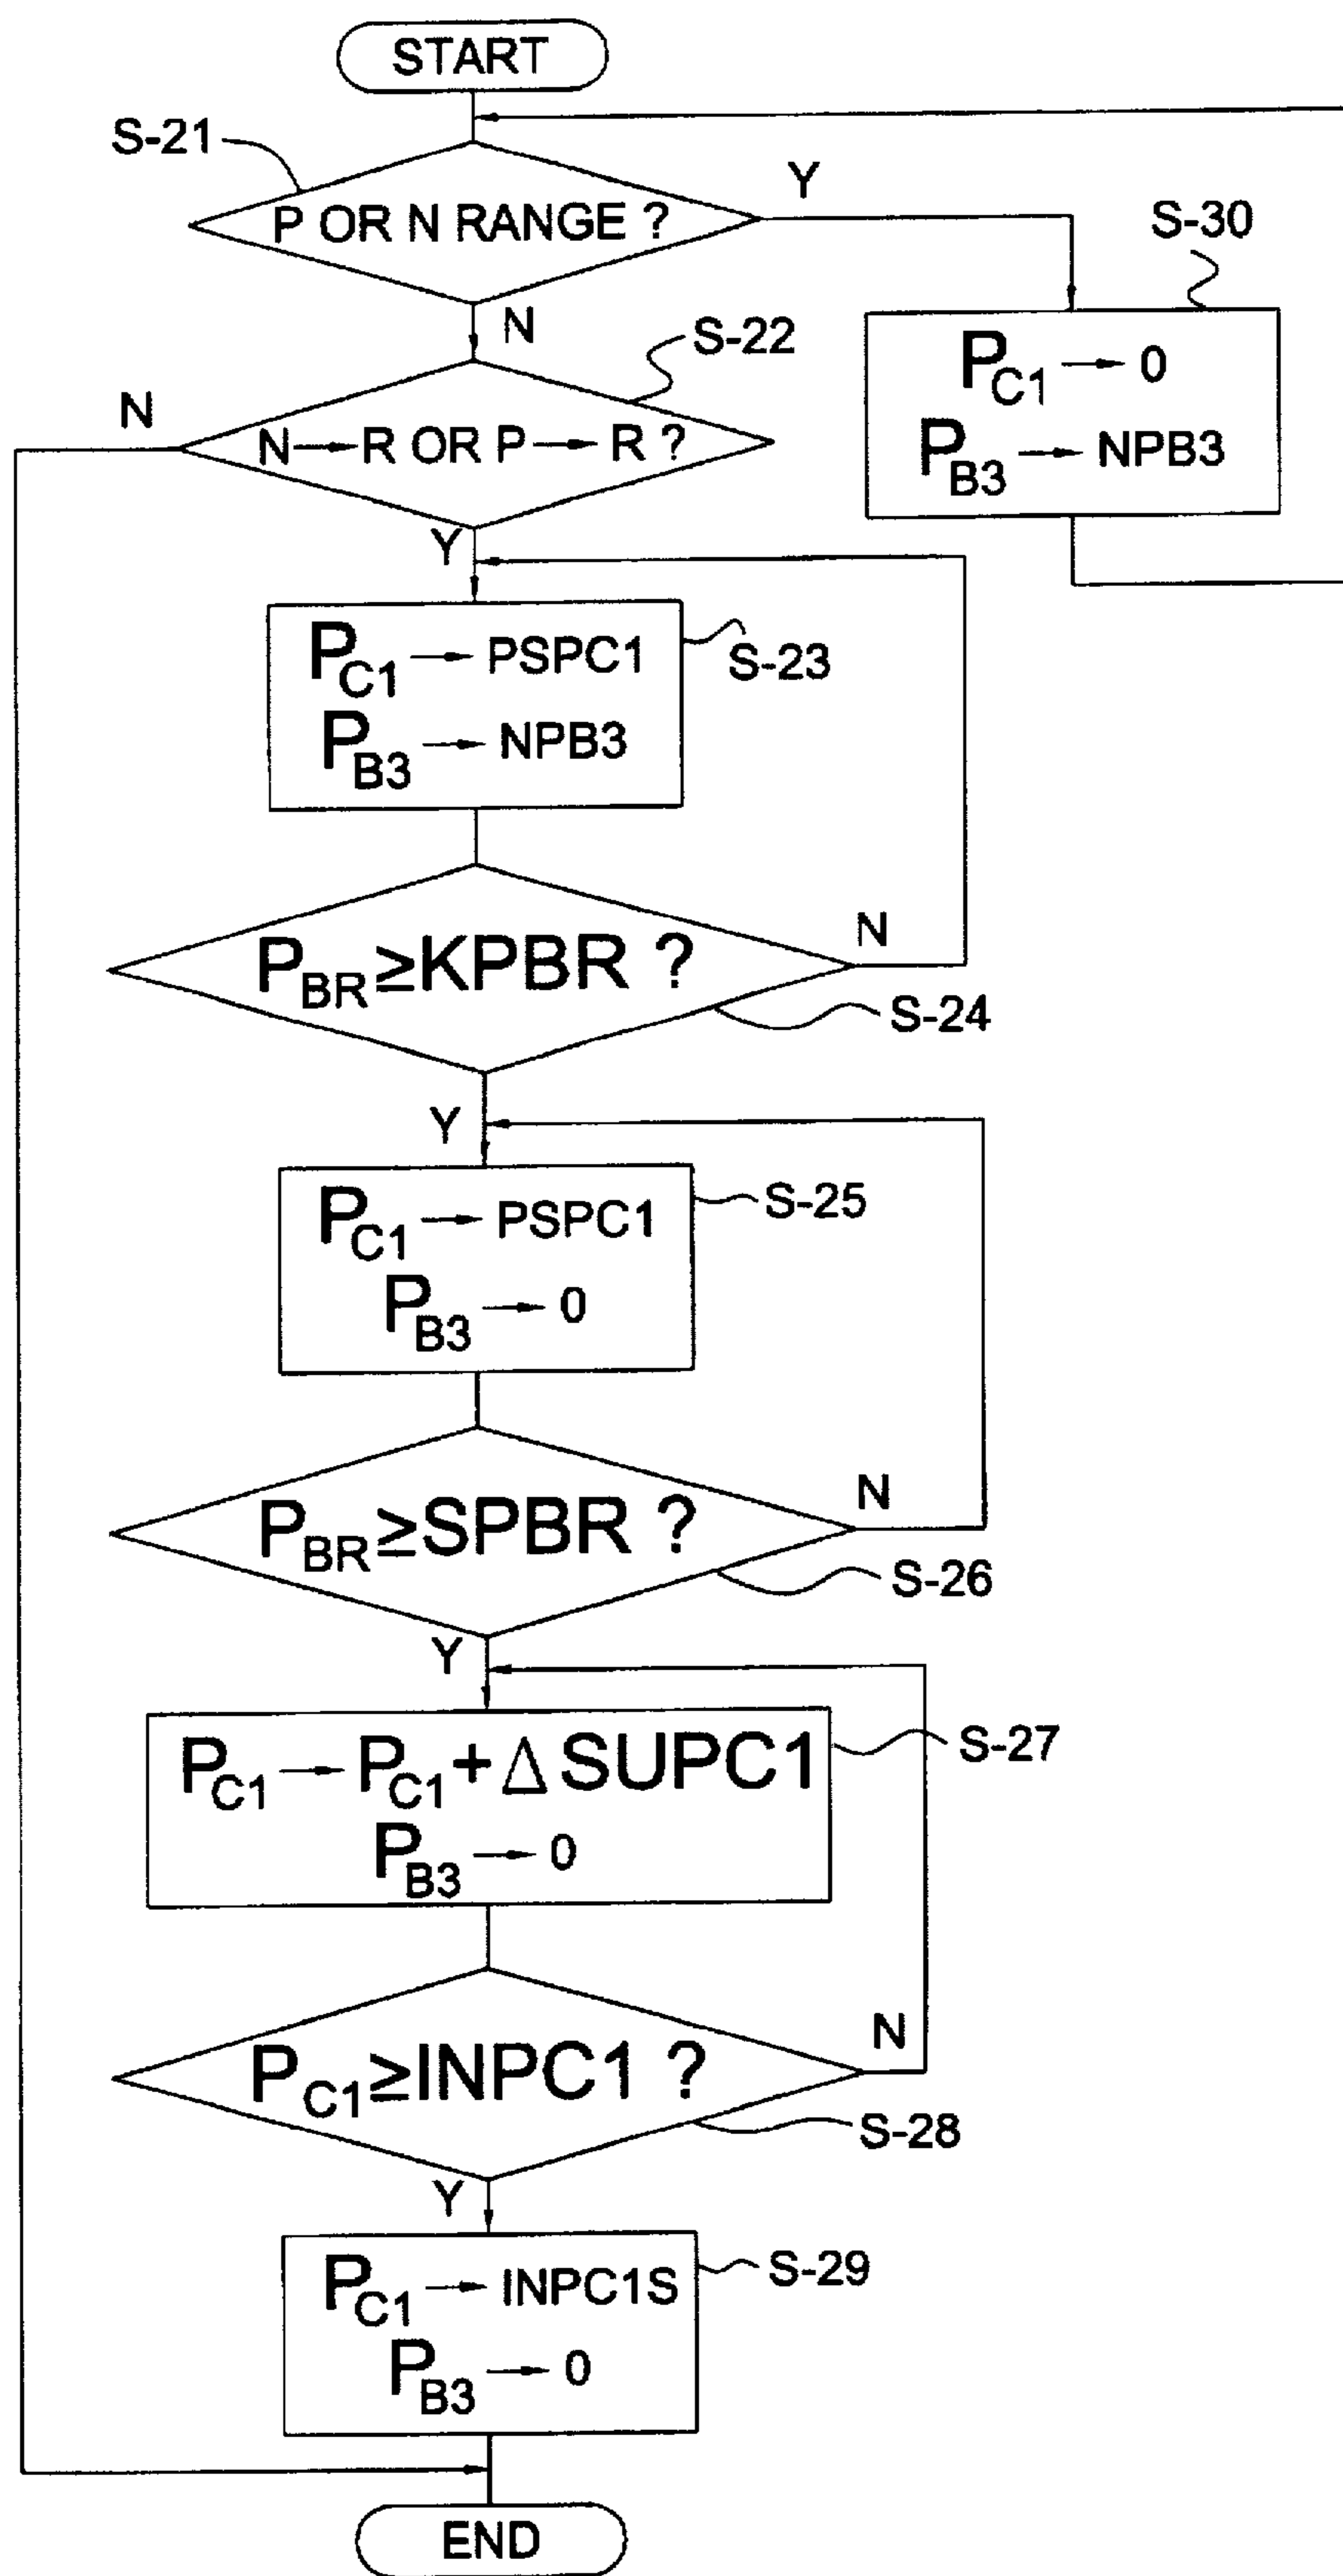 START
S-21
P OR N RANGE ?
Y
S-30
P_C1 → 0
P_B3 → NPB3
N
S-22
N
N → R OR P → R ?
Y
P_C1 → PSPC1
P_B3 → NPB3
S-23
P_BR ≥ KPBR ?
N
S-24
Y
P_C1 → PSPC1
P_B3 → 0
S-25
P_BR ≥ SPBR ?
N
S-26
Y
P_C1 → P_C1 + Δ SUPC1
P_B3 → 0
S-27
P_C1 ≥ INPC1 ?
N
S-28
Y
P_C1 → INPC1S
P_B3 → 0
S-29
END